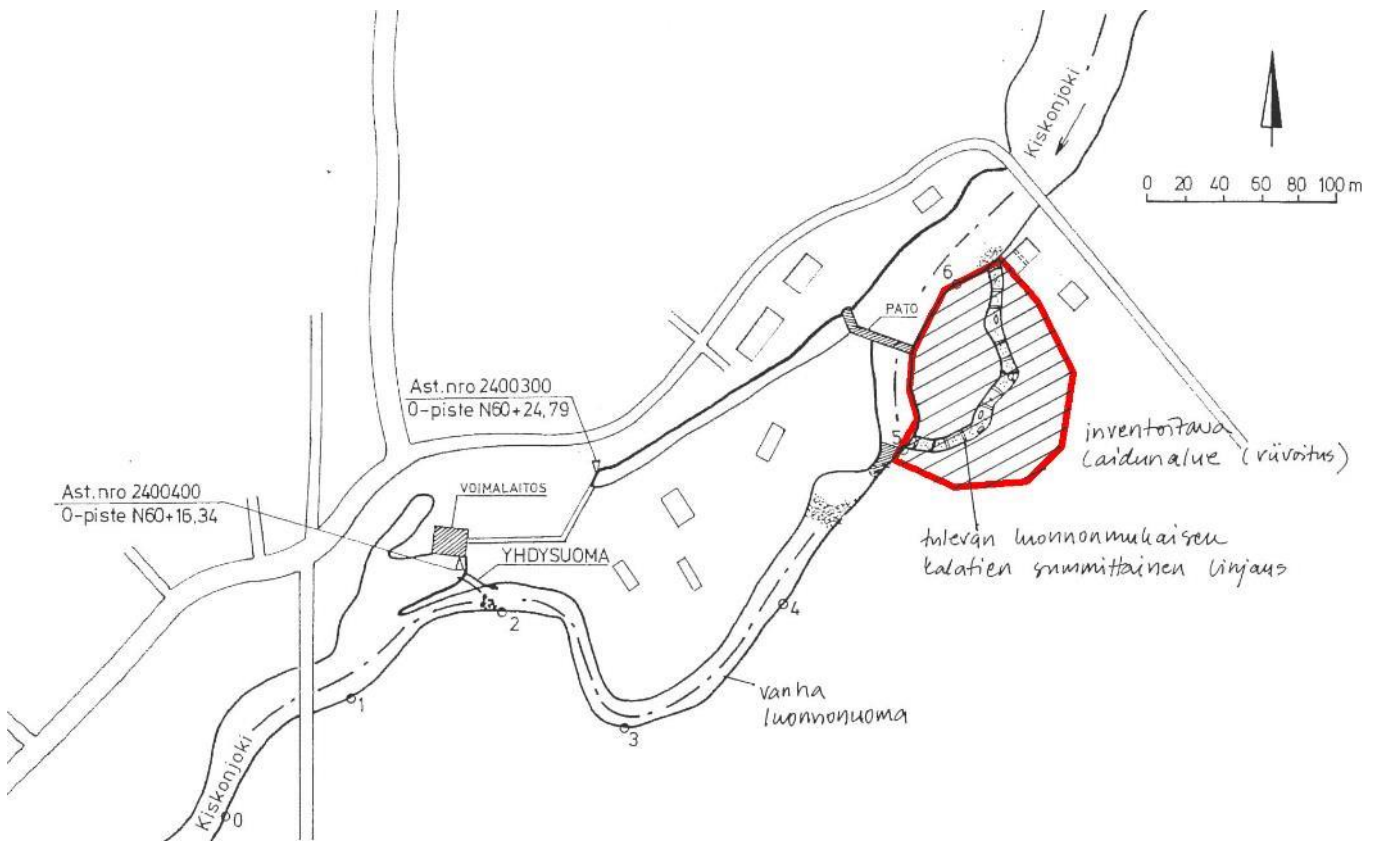 Kiskonjoki
0 20 40 60 80 100 m
6
PATO
Ast.nro 2400300
0-piste N60+24,79
5
inventoitava
laidunalue (viivoitus)
Ast.nro 2400400
0-piste N60+16,34
VOIMALAITOS
YHDYSUOMA
tulevan luonnonmukaisen
kalatien summittainen linjaus
2
4
vanha
luonnonuoma
1
3
Kiskonjoki
0